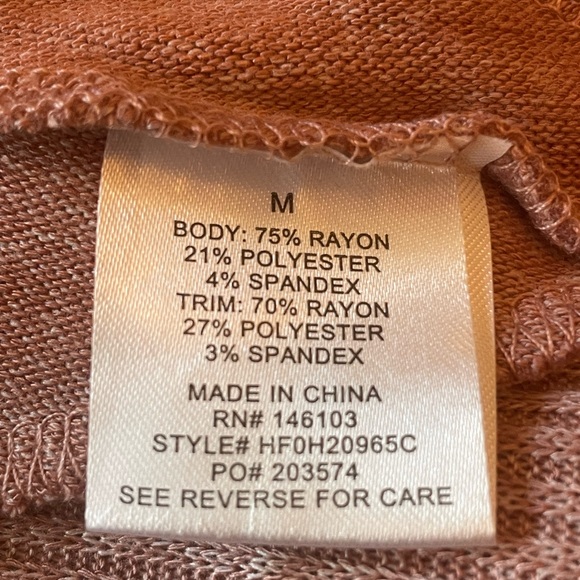 M
BODY: 75% RAYON
21% POLYESTER
4% SPANDEX
TRIM: 70% RAYON
27% POLYESTER
3% SPANDEX
MADE IN CHINA
RN# 146103
STYLE# HF0H20965C
PO# 203574
SEE REVERSE FOR CARE